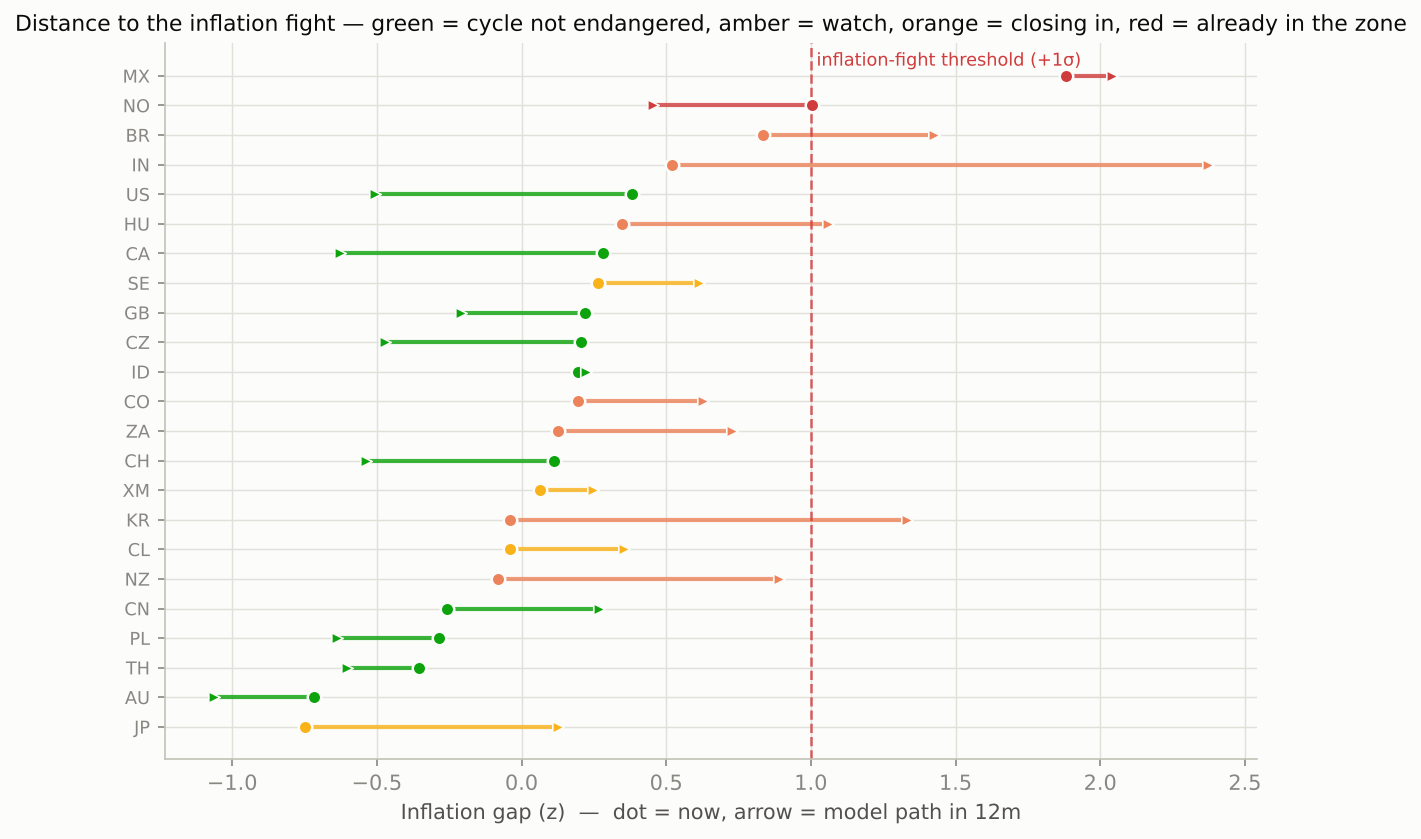 Distance to the inflation fight — green = cycle not endangered, amber = watch, orange = closing in, red = already in the zone
inflation-fight threshold (+1σ)
MX
NO
BR
IN
US
HU
CA
SE
GB
CZ
ID
CO
ZA
CH
XM
KR
CL
NZ
CN
PL
TH
AU
JP
−1.0 −0.5 0.0 0.5 1.0 1.5 2.0 2.5
Inflation gap (z) — dot = now, arrow = model path in 12m